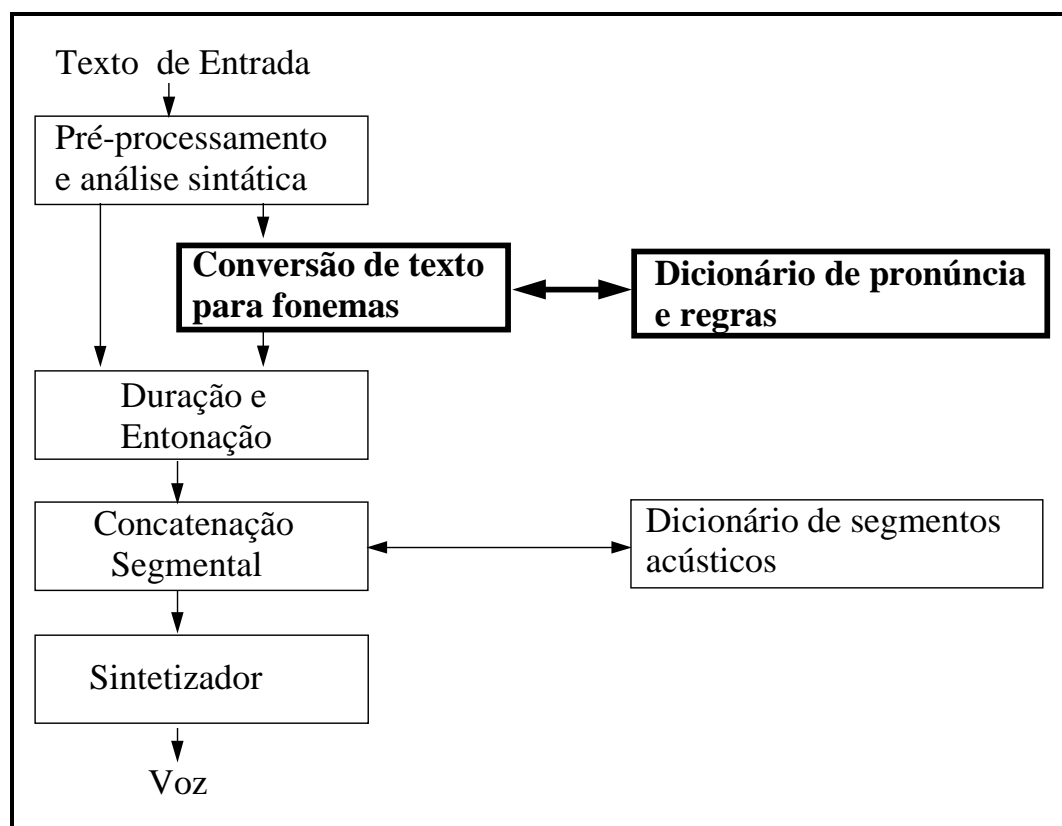 Texto de Entrada
Pré-processamento
e análise sintática
Conversão de texto
para fonemas
Dicionário de pronúncia
e regras
Duração e
Entonação
Concatenação
Segmental
Dicionário de segmentos
acústicos
Sintetizador
Voz